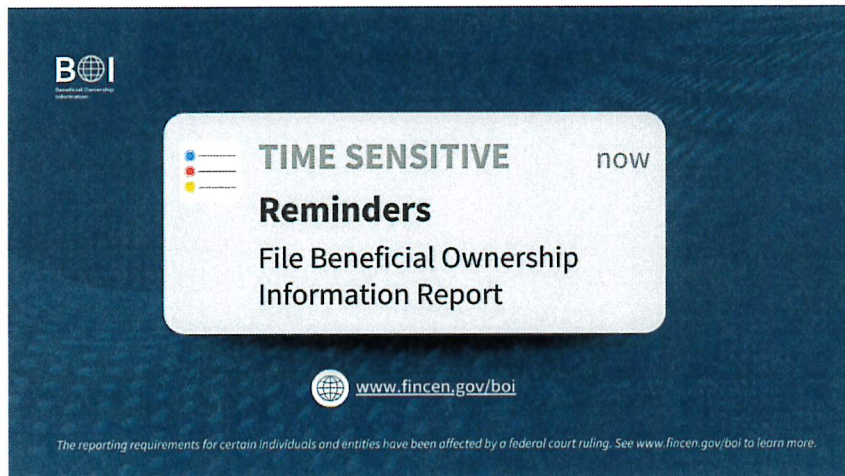 BOI
Beneficial Ownership
Information
TIME SENSITIVE now
Reminders
File Beneficial Ownership
Information Report
www.fincen.gov/boi
The reporting requirements for certain individuals and entities have been affected by a federal court ruling. See www.fincen.gov/boi to learn more.